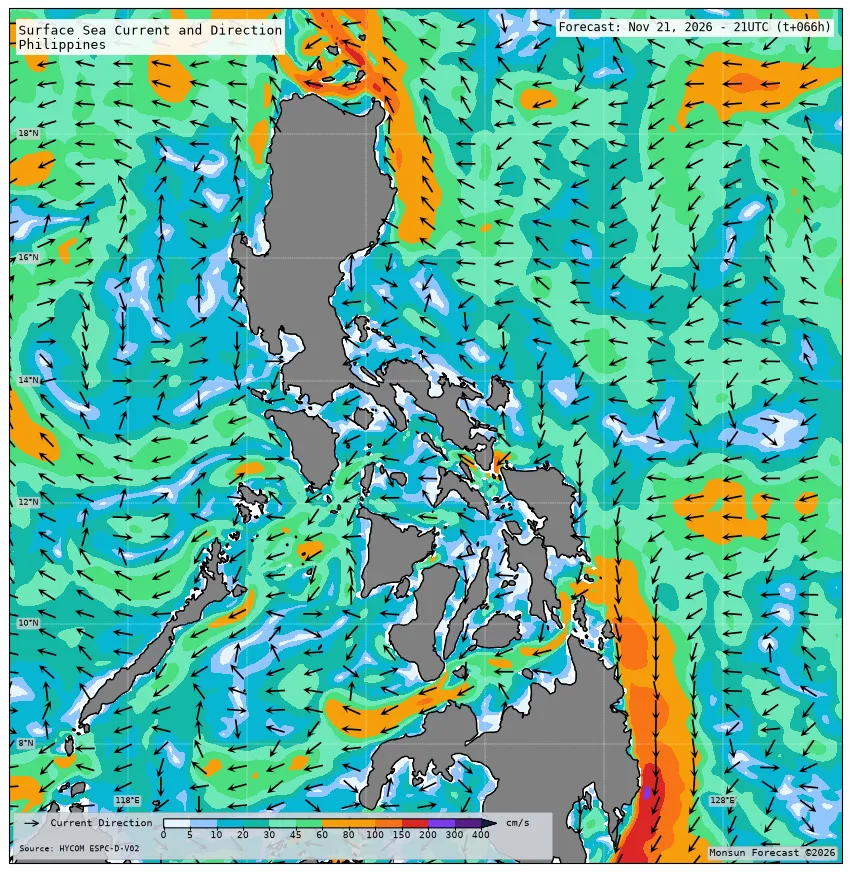 Surface Sea Current and Direction
Philippines
Forecast: Nov 21, 2026 - 21UTC (t+066h)
18°N
16°N
14°N
12°N
10°N
8°N
118°E
128°E
Current Direction
0 5 10 20 30 45 60 80 100 150 200 300 400 cm/s
Source: HYCOM ESPC-D-V02
Monsun Forecast ©2026